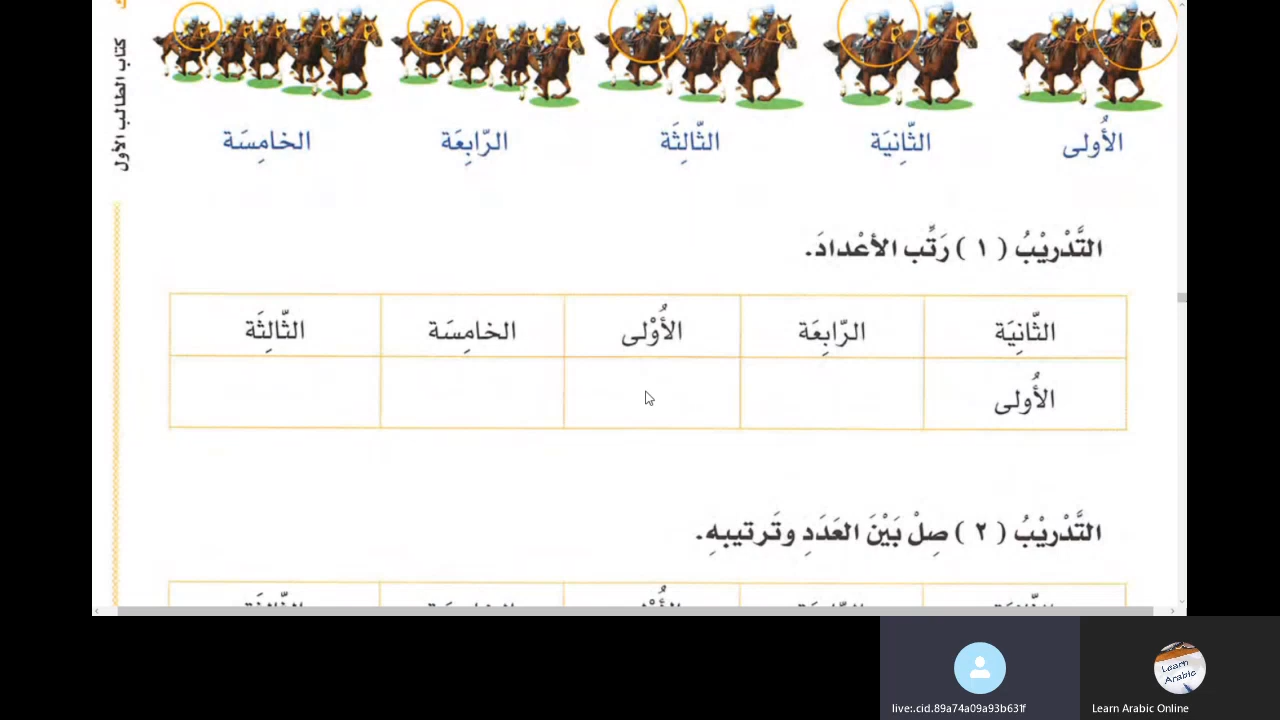 كتاب الطالب الأول
الأُولى الثّانِيَة الثّالِثَة الرّابِعَة الخامِسَة
التَّدْريْبُ ( ١ ) رَتِّب الأعْدادَ.
الثّانِيَة الرّابِعَة الأُوْلى الخامِسَة الثّالِثَة
الأُولى
التَّدْريْبُ ( ٢ ) صِلْ بَيْنَ العَدَدِ وتَرتيبِهِ.
live:.cid.89a74a09a93b631f
Learn Arabic
Learn Arabic Online